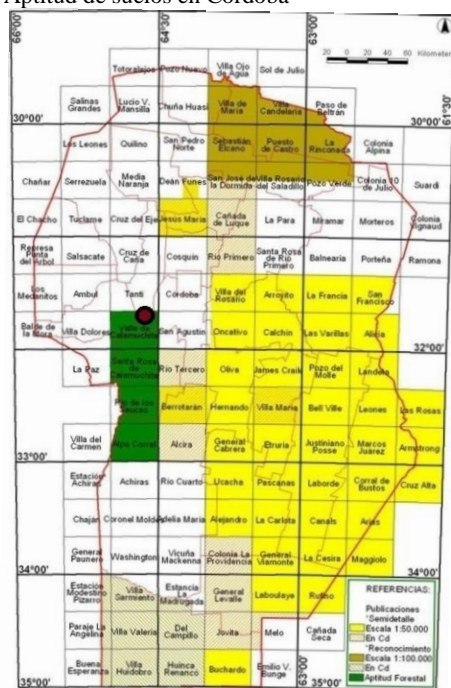 Aptitud de suelos en Córdoba
66°00' 64°30' 63°00' 61°30'
20 0 20 40 60 Kilometer
Totoralejos Pozo Nuevo Villa Ojo de Agua Sol de Julio
Salinas Grandes Lucio V. Mansilla Chuña Huasi Villa de María Villa Candelaria Paso de Beltrán
30°00' 30°00'
Los Leones Quilino San Pedro Norte Sebastián Elcano Puesto de Castro La Rinconada Colonia Alpina
Chañar Serrezuela Media Naranja Deán Funes San José de la Dormida Villa Rosario del Saladillo Pozo Verde Colonia 10 de Julio Suardi
El Chacho Tuclame Cruz del Eje Jesús María Cañada de Luque La Para Miramar Morteros Colonia Vignaud
Represa Punta del Arbol Salsacate Cruz de Caña Cosquín Río Primero Santa Rosa de Río Primero Balnearia Porteña Ramona
Los Medanitos Ambul Tanti Córdoba Villa del Rosario Arroyito La Francia San Francisco
Balde de la Mora Villa Dolores Valle de Calamuchita San Agustín Oncativo Calchín Las Varillas Alicia
32°00' 32°00'
La Paz Santa Rosa de Calamuchita Río Tercero Oliva James Craik Pozo del Molle Landeta
Río de los Sauces Berrotarán Hernando Villa María Bell Ville Leones Las Rosas
Villa del Carmen Alpa Corral Alcira General Cabrera Etruria Justiniano Posse Marcos Juárez Armstrong
33°00' 33°00'
Estación Achiras Achiras Río Cuarto Ucacha Pascanas Laborde Corral de Bustos Cruz Alta
Chaján Coronel Moldes Adelia María Alejandro La Carlota Canals Arias
General Paunero Washington Vicuña Mackenna Colonia La Providencia General Viamonte La Cesira Maggiolo
34°00' 34°00'
Estación Modestino Pizarro Villa Sarmiento Estancia La Madrugada General Levalle Laboulaye Rufino
Paraje La Angelina Villa Valeria Del Campillo Jovita Melo Cañada Seca
Buena Esperanza Villa Huidobro Huinca Renancó Buchardo Emilio V. Bunge
35°00' 63°00' 35°00'
REFERENCIAS:
Publicaciones
*Semidetalle
Escala 1:50.000
En Cd
*Reconocimiento
Escala 1:100.000
En Cd
Aptitud Forestal